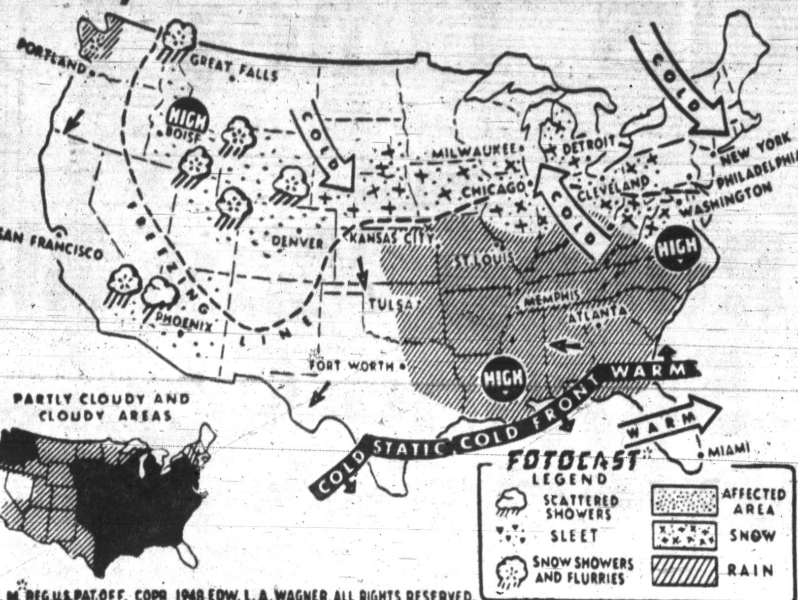 PORTLAND
GREAT FALLS
HIGH
BOISE
COLD
COLD
MILWAUKEE
DETROIT
CHICAGO
CLEVELAND
NEW YORK
PHILADELPHIA
WASHINGTON
COLD
HIGH
SAN FRANCISCO
FREEZING LINE
DENVER
KANSAS CITY
ST. LOUIS
PHOENIX
TULSA
MEMPHIS
ATLANTA
FORT WORTH
HIGH
COLD STATIC COLD FRONT WARM
WARM
MIAMI
PARTLY CLOUDY AND
CLOUDY AREAS
FOTOCAST
LEGEND
SCATTERED
SHOWERS
AFFECTED
AREA
SLEET
SNOW
SNOW SHOWERS
AND FLURRIES
RAIN
REG. U.S. PAT. OFF. COPR. 1948 EDW. L. A. WAGNER ALL RIGHTS RESERVED